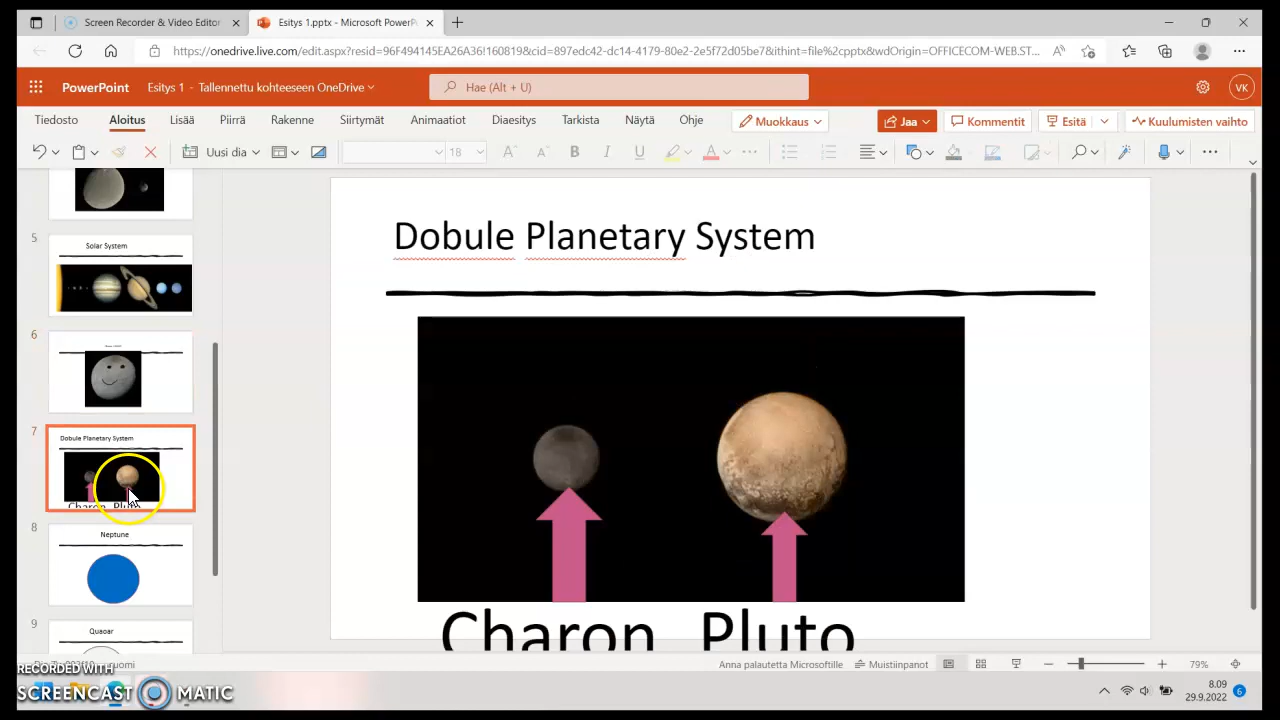 Screen Recorder & Video Editor
Esitys 1.pptx - Microsoft PowerP
https://onedrive.live.com/edit.aspx?resid=96F494145EA26A36!160819&cid=897edc42-dc14-4179-80e2-2e5f72d05be7&ithint=file%2cpptx&wdOrigin=OFFICECOM-WEB.ST...
PowerPoint Esitys 1 - Tallennettu kohteeseen OneDrive
Hae (Alt + U)
VK
Tiedosto Aloitus Lisää Piirrä Rakenne Siirtymät Animaatiot Diaesitys Tarkista Näytä Ohje
Muokkaus Jaa Kommentit Esitä Kuulumisten vaihto
Uusi dia 18 A A B I U A
5
Solar System
6
7
Dobule Planetary System
Charon Pluto
8
Neptune
9
Quaoar
Dobule Planetary System
Charon Pluto
suomi
Anna palautetta Microsoftille Muistiinpanot 79%
RECORDED WITH
SCREENCAST MATIC
8.09
29.9.2022
6